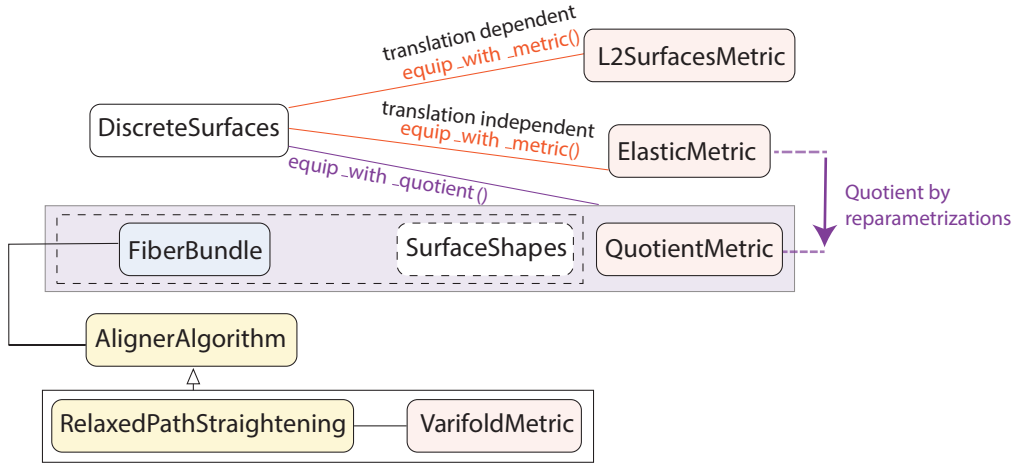 translation dependent
equip_with_metric()
L2SurfacesMetric
DiscreteSurfaces
translation independent
equip_with_metric()
ElasticMetric
equip_with_quotient()
Quotient by
reparametrizations
FiberBundle
SurfaceShapes
QuotientMetric
AlignerAlgorithm
RelaxedPathStraightening
VarifoldMetric